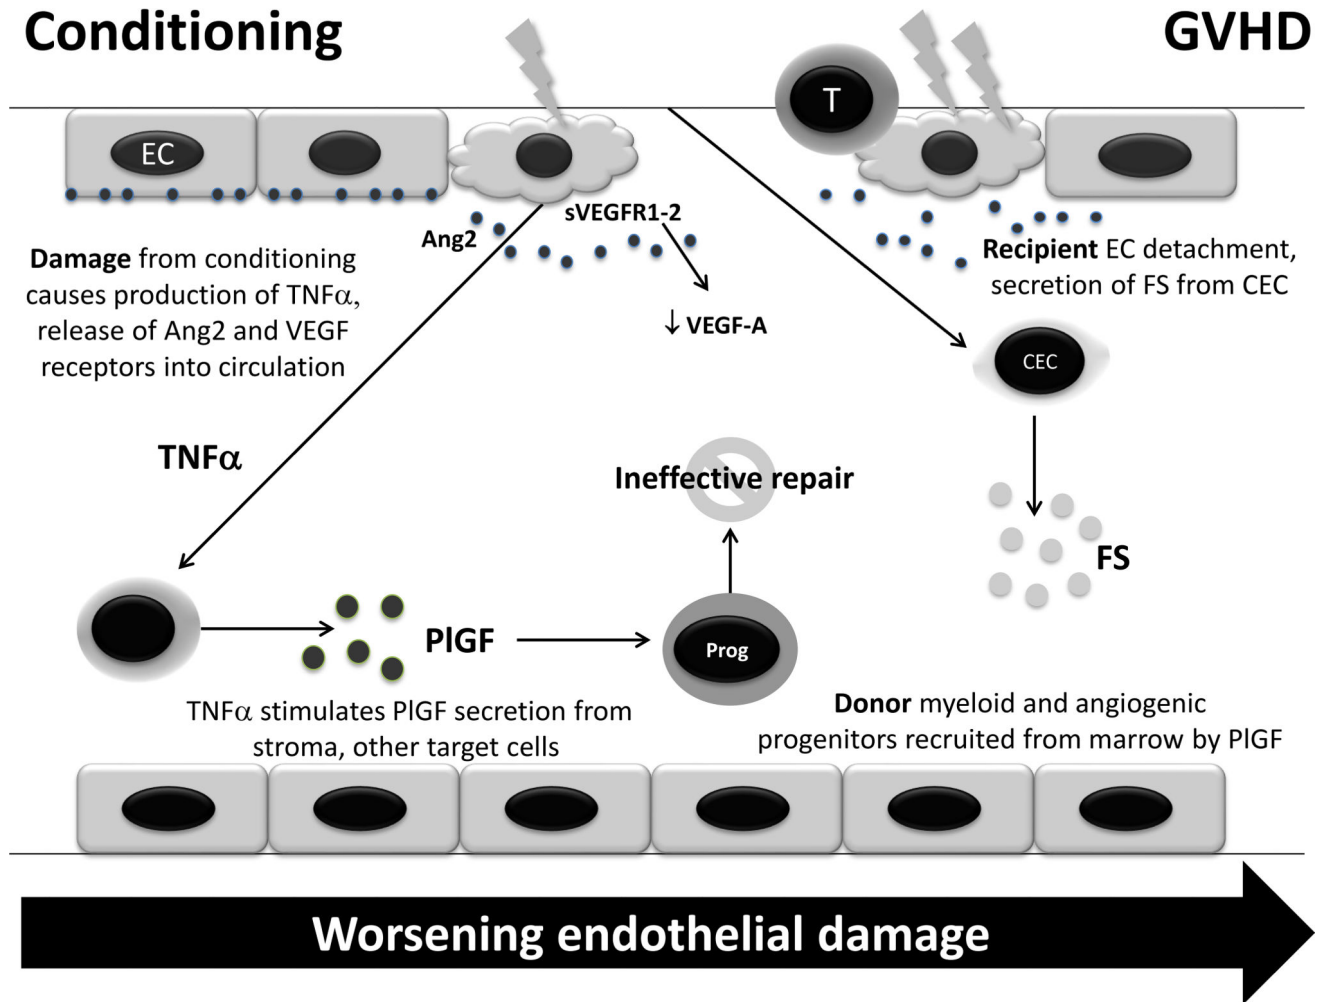 Conditioning
GVHD
T
EC
sVEGFR1-2
Ang2
Damage from conditioning
causes production of TNFα,
release of Ang2 and VEGF
receptors into circulation
Recipient EC detachment,
secretion of FS from CEC
↓ VEGF-A
CEC
TNFα
Ineffective repair
FS
PlGF
Prog
TNFα stimulates PlGF secretion from
stroma, other target cells
Donor myeloid and angiogenic
progenitors recruited from marrow by PlGF
Worsening endothelial damage